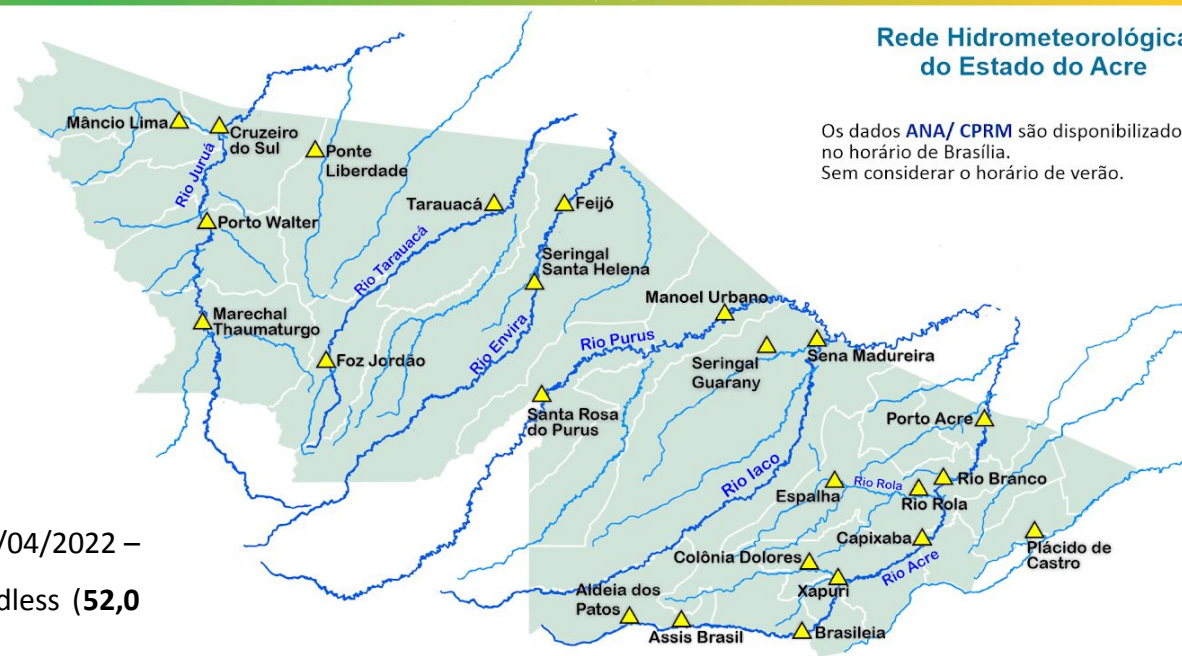 Rede Hidrometeorológica
do Estado do Acre
Os dados ANA/ CPRM são disponibilizado
no horário de Brasília.
Sem considerar o horário de verão.
Mâncio Lima
Cruzeiro
do Sul
Ponte
Liberdade
Rio Juruá
Porto Walter
Tarauacá
Feijó
Rio Tarauacá
Seringal
Santa Helena
Marechal
Thaumaturgo
Foz Jordão
Rio Envira
Manoel Urbano
Rio Purus
Seringal
Guarany
Sena Madureira
Santa Rosa
do Purus
Porto Acre
Rio Iaco
Espalha
Rio Rola
Rio Rola
Rio Branco
Capixaba
Plácido de
Castro
Colônia Dolores
Rio Acre
Xapuri
Aldeia dos
Patos
Assis Brasil
Brasileia
/04/2022 –
dless (52,0